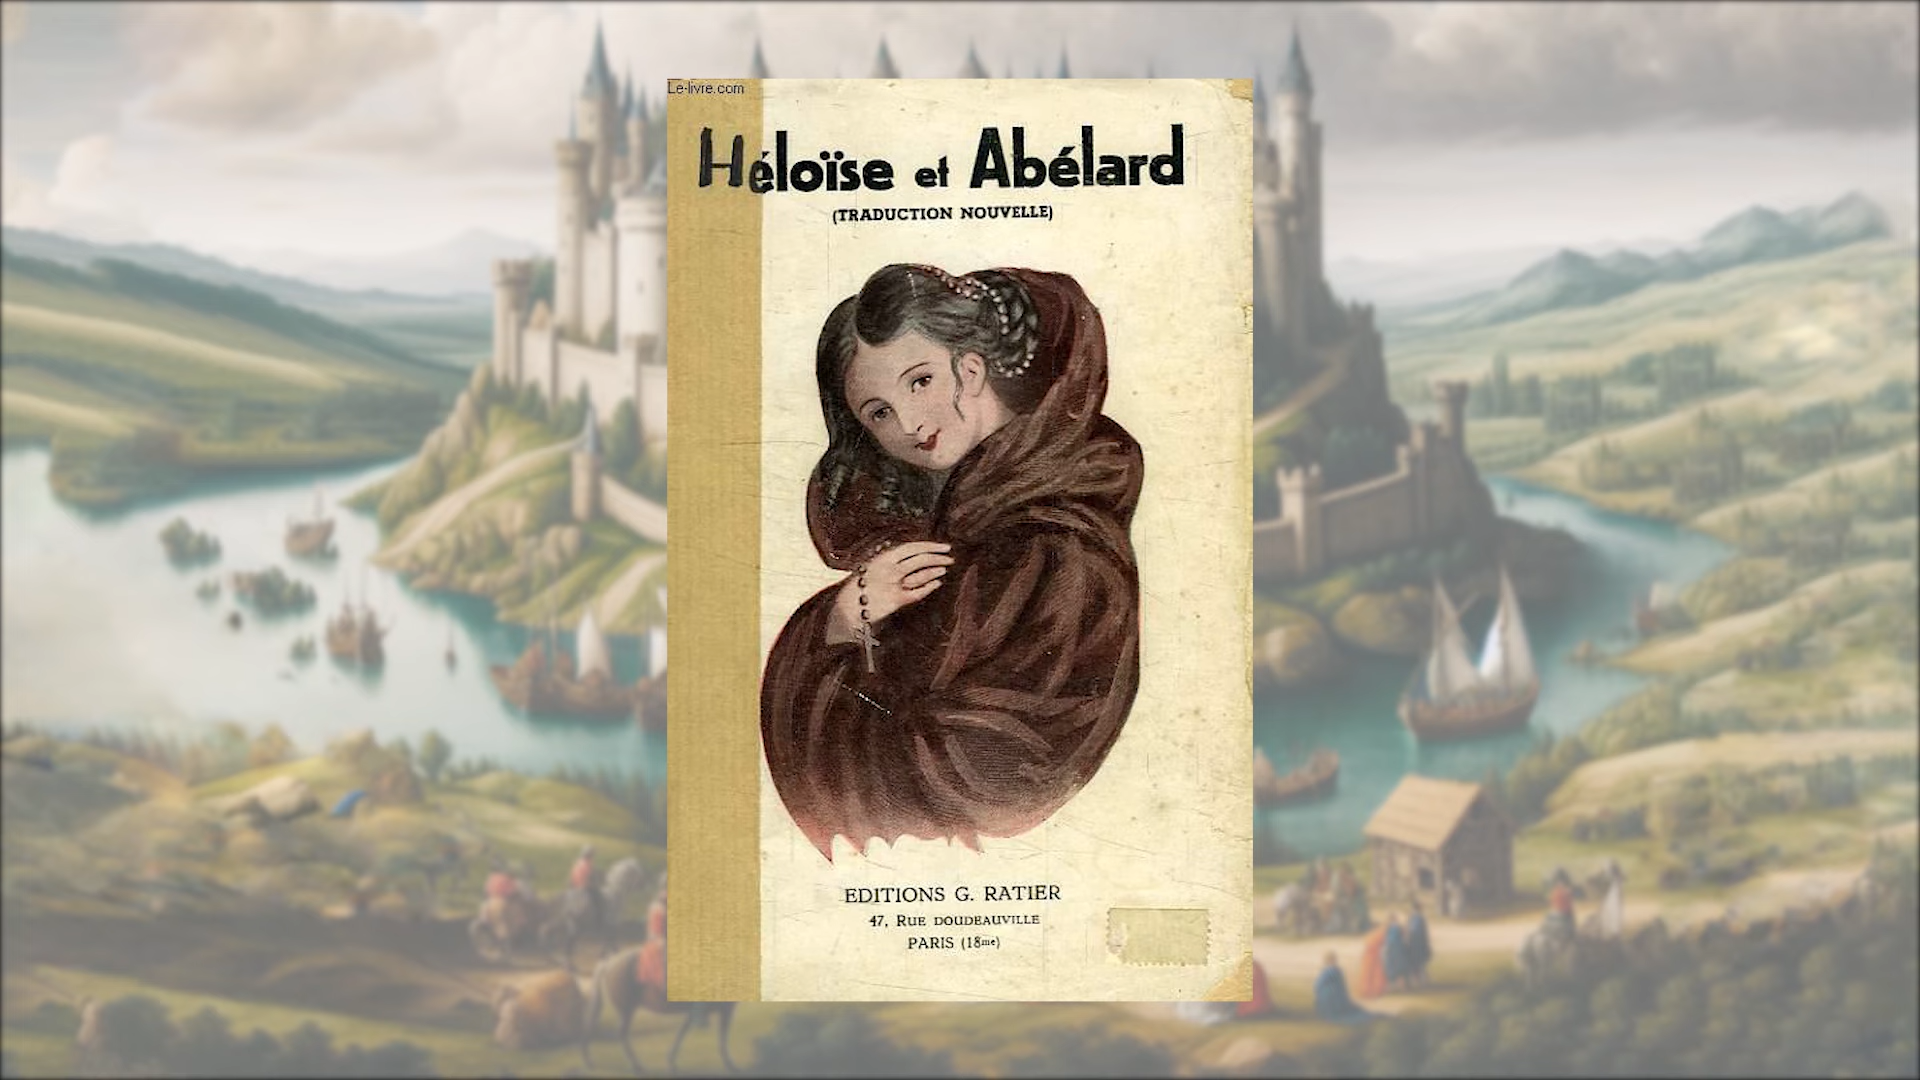 Le-livre.com
Héloïse et Abélard
(TRADUCTION NOUVELLE)
EDITIONS G. RATIER
47, RUE DOUDEAUVILLE
PARIS (18me)